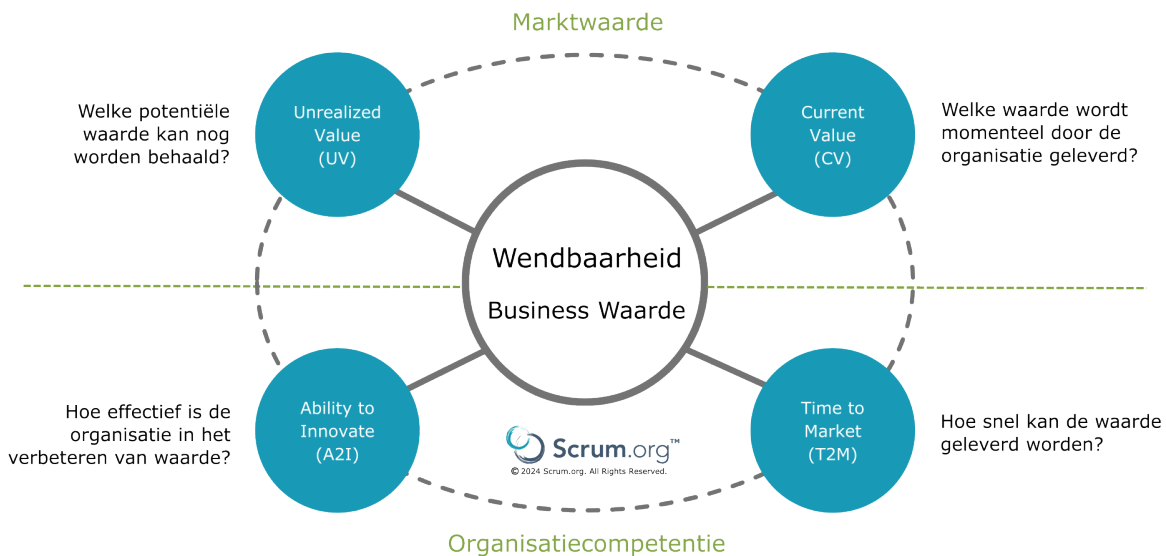 Marktwaarde
Welke potentiële
waarde kan nog
worden behaald?
Unrealized
Value
(UV)
Current
Value
(CV)
Welke waarde wordt
momenteel door de
organisatie geleverd?
Wendbaarheid
Business Waarde
Hoe effectief is de
organisatie in het
verbeteren van waarde?
Ability to
Innovate
(A2I)
Scrum.org™
© 2024 Scrum.org. All Rights Reserved.
Time to
Market
(T2M)
Hoe snel kan de waarde
geleverd worden?
Organisatiecompetentie